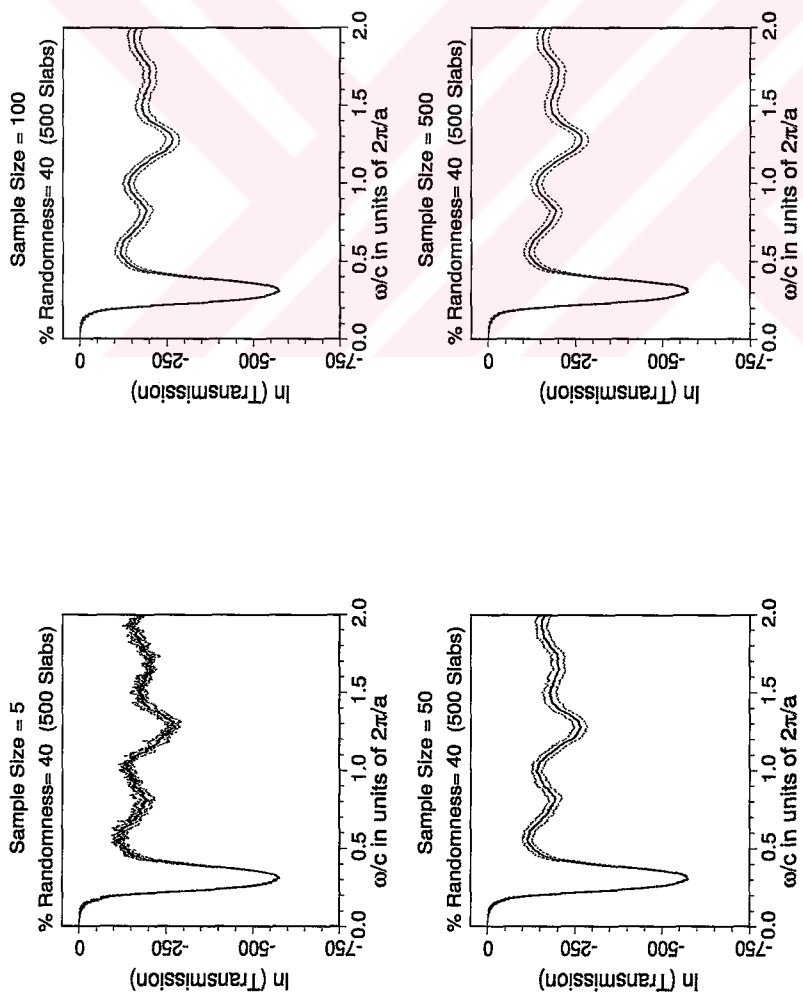 Sample Size = 5
% Randomness= 40 (500 Slabs)
0
-250
-500
-750
ln (Transmission)
0.0 0.5 1.0 1.5 2.0
ω/c in units of 2π/a
Sample Size = 100
% Randomness= 40 (500 Slabs)
0
-250
-500
-750
ln (Transmission)
0.0 0.5 1.0 1.5 2.0
ω/c in units of 2π/a
Sample Size = 50
% Randomness= 40 (500 Slabs)
0
-250
-500
-750
ln (Transmission)
0.0 0.5 1.0 1.5 2.0
ω/c in units of 2π/a
Sample Size = 500
% Randomness= 40 (500 Slabs)
0
-250
-500
-750
ln (Transmission)
0.0 0.5 1.0 1.5 2.0
ω/c in units of 2π/a